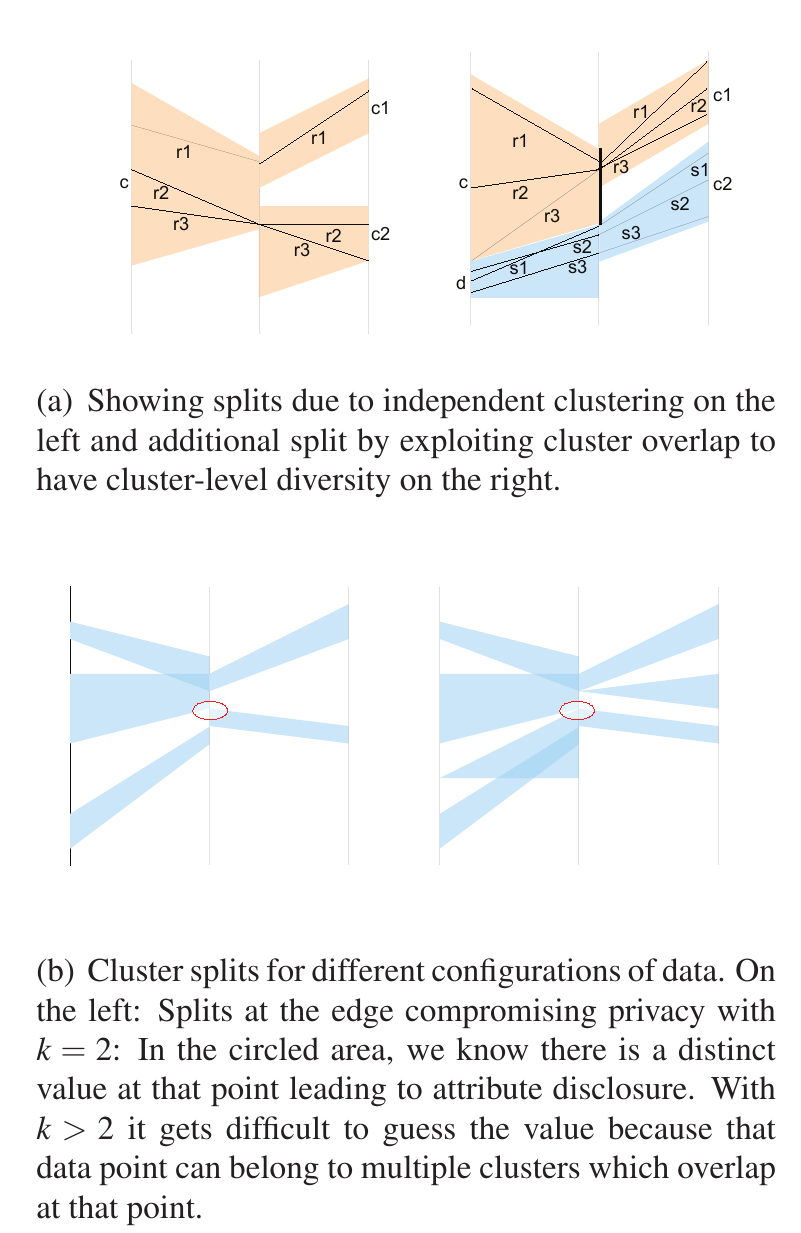 c
r1
r2
r3
r1
r2
r3
c1
c2
c
d
r1
r2
r3
s1
s2
s3
r1
r2
r3
s1
s2
s3
c1
c2
(a) Showing splits due to independent clustering on the
left and additional split by exploiting cluster overlap to
have cluster-level diversity on the right.
(b) Cluster splits for different configurations of data. On
the left: Splits at the edge compromising privacy with
k = 2: In the circled area, we know there is a distinct
value at that point leading to attribute disclosure. With
k > 2 it gets difficult to guess the value because that
data point can belong to multiple clusters which overlap
at that point.